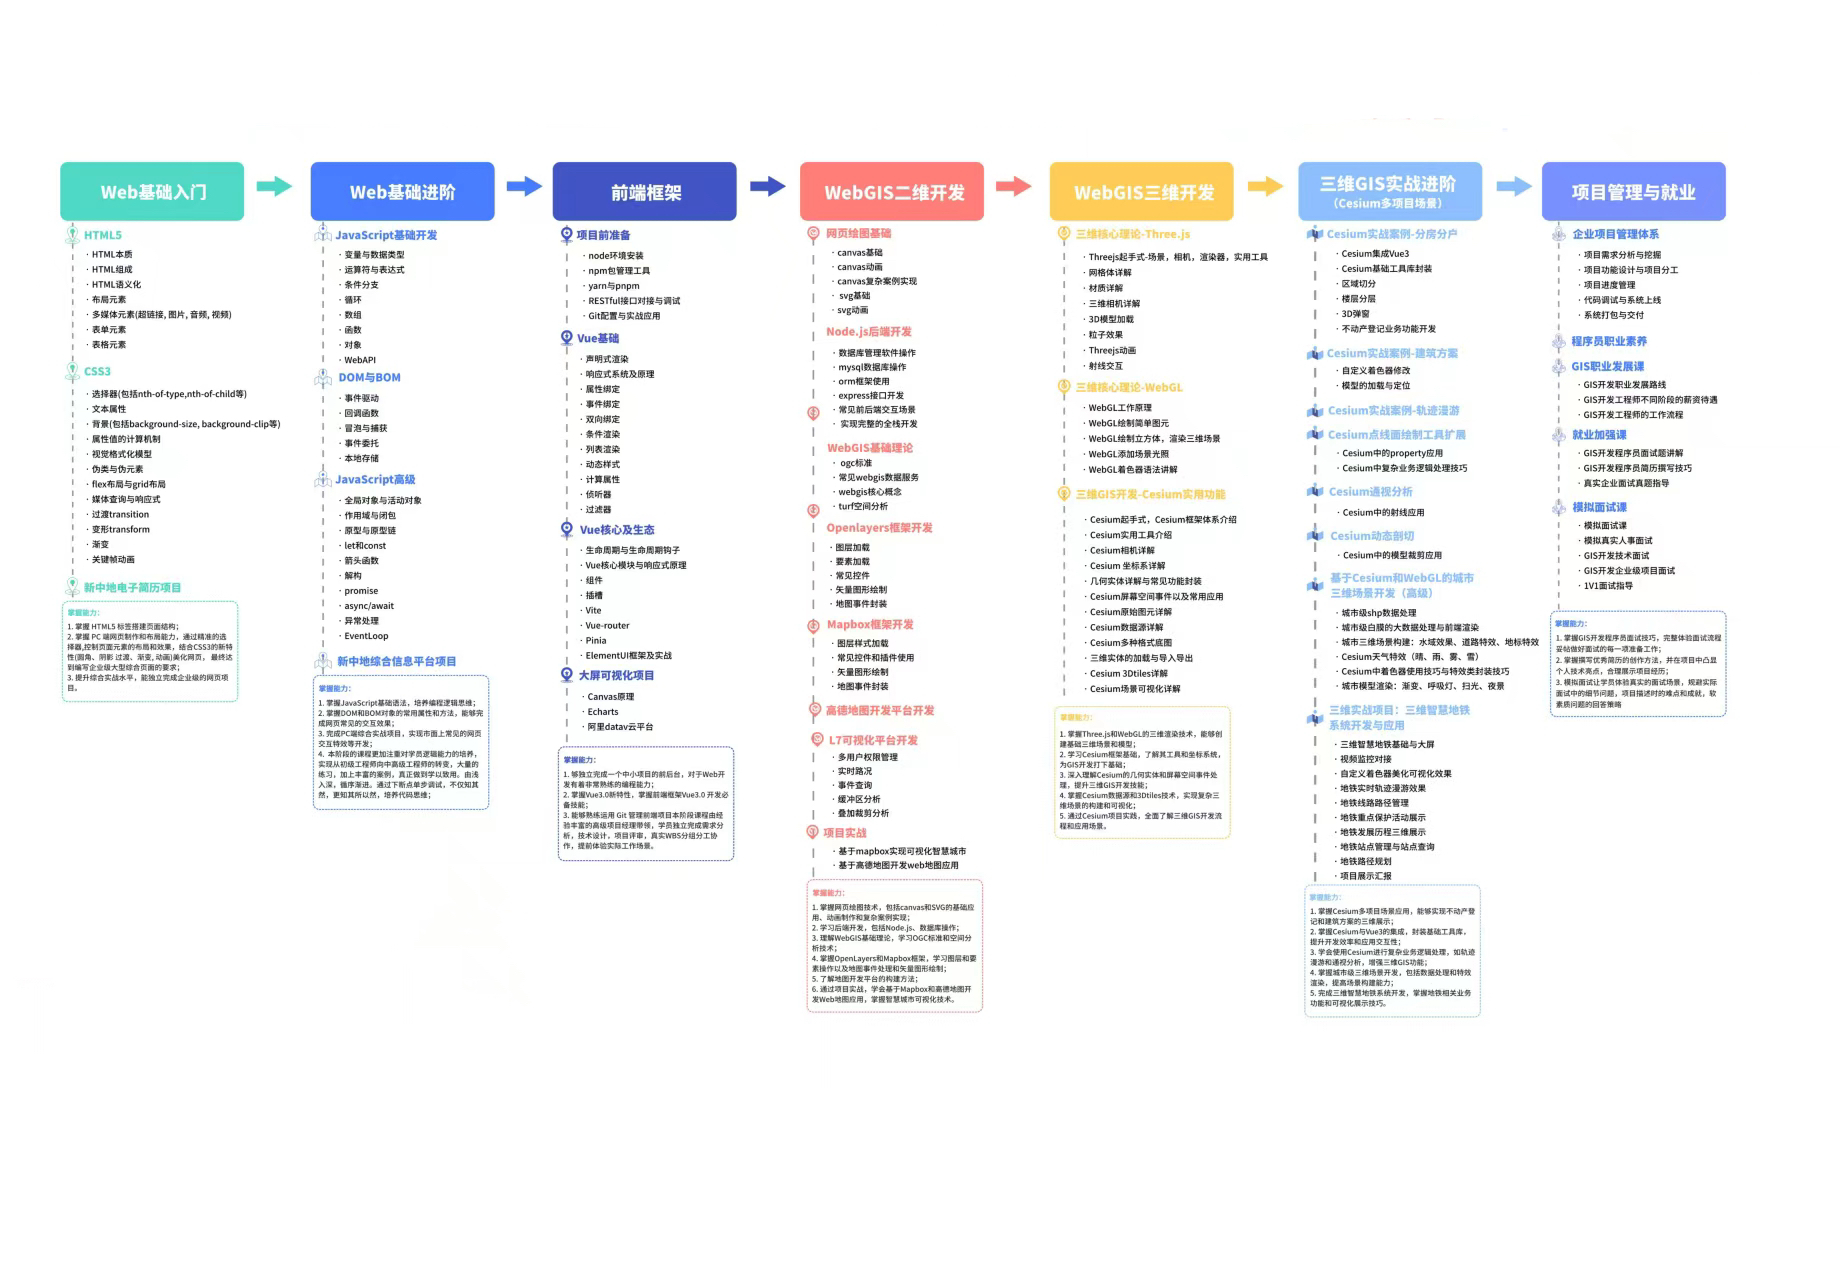 Web基础入门
HTML5
· HTML本质
· HTML组成
· HTML语义化
· 布局元素
· 多媒体元素(超链接, 图片, 音频, 视频)
· 表单元素
· 表格元素
CSS3
· 选择器(包括nth-of-type,nth-of-child等)
· 文本属性
· 背景(包括background-size, background-clip等)
· 属性值的计算机制
· 视觉格式化模型
· 伪类与伪元素
· flex布局与grid布局
· 媒体查询与响应式
· 过渡transition
· 变形transform
· 渐变
· 关键帧动画
新中地电子简历项目
掌握能力：
1. 掌握 HTML5 标签搭建页面结构；
2. 掌握 PC 端网页制作和布局能力，通过精准的选
择器,控制页面元素的布局和效果，结合CSS3的新特
性(圆角、阴影 过渡、渐变, 动画)美化网页， 最终达
到编写企业级大型综合页面的要求；
3. 提升综合实战水平，能独立完成企业级的网页项
目。
Web基础进阶
JavaScript基础开发
· 变量与数据类型
· 运算符与表达式
· 条件分支
· 循环
· 数组
· 函数
· 对象
· WebAPI
DOM与BOM
· 事件驱动
· 回调函数
· 冒泡与捕获
· 事件委托
· 本地存储
JavaScript高级
· 全局对象与活动对象
· 作用域与闭包
· 原型与原型链
· let和const
· 箭头函数
· 解构
· promise
· async/await
· 异常处理
· EventLoop
新中地综合信息平台项目
掌握能力：
1. 掌握JavaScript基础语法，培养编程逻辑思维；
2. 掌握DOM和BOM对象的常用属性和方法，能够完
成网页常见的交互效果；
3. 完成PC端综合实战项目，实现市面上常见的网页
交互特效等开发；
4. 本阶段的课程更加注重对学员逻辑能力的培养，
实现从初级工程师向中高级工程师的转变，大量的
练习，加上丰富的案例，真正做到学以致用。由浅
入深，循序渐进。通过下断点单步调试，不仅知其
然，更知其所以然，培养代码思维；
前端框架
项目前准备
· node环境安装
· npm包管理工具
· yarn与pnpm
· RESTful接口对接与调试
· Git配置与实战应用
Vue基础
· 声明式渲染
· 响应式系统及原理
· 属性绑定
· 事件绑定
· 双向绑定
· 条件渲染
· 列表渲染
· 动态样式
· 计算属性
· 侦听器
· 过滤器
Vue核心及生态
· 生命周期与生命周期钩子
· Vue核心模块与响应式原理
· 组件
· 插槽
· Vite
· Vue-router
· Pinia
· ElementUI框架及实战
大屏可视化项目
· Canvas原理
· Echarts
· 阿里datav云平台
掌握能力：
1. 够独立完成一个中小项目的前后台，对于Web开
发有着非常熟练的编程能力；
2. 掌握Vue3.0新特性，掌握前端框架Vue3.0 开发必
备技能；
3. 能够熟练运用 Git 管理前端项目本阶段课程由经
验丰富的高级项目经理带领，学员独立完成需求分
析，技术设计，项目评审，真实WBS分组分工协
作，提前体验实际工作场景。
WebGIS二维开发
网页绘图基础
· canvas基础
· canvas动画
· canvas复杂案例实现
· svg基础
· svg动画
Node.js后端开发
· 数据库管理软件操作
· mysql数据库操作
· orm框架使用
· express接口开发
· 常见前后端交互场景
· 实现完整的全栈开发
WebGIS基础理论
· ogc标准
· 常见webgis数据服务
· webgis核心概念
· turf空间分析
Openlayers框架开发
· 图层加载
· 要素加载
· 常见控件
· 矢量图形绘制
· 地图事件封装
Mapbox框架开发
· 图层样式加载
· 常见控件和插件使用
· 矢量图形绘制
· 地图事件封装
高德地图开发平台开发
L7可视化平台开发
· 多用户权限管理
· 实时路况
· 事件查询
· 缓冲区分析
· 叠加裁剪分析
项目实战
· 基于mapbox实现可视化智慧城市
· 基于高德地图开发web地图应用
掌握能力：
1. 掌握网页绘图技术，包括canvas和SVG的基础应
用、动画制作和复杂案例实现；
2. 学习后端开发，包括Node.js、数据库操作；
3. 理解WebGIS基础理论，学习OGC标准和空间分
析技术；
4. 掌握OpenLayers和Mapbox框架，学习图层和要
素操作以及地图事件处理和矢量图形绘制；
5. 了解地图开发平台的构建方法；
6. 通过项目实战，学会基于Mapbox和高德地图开
发Web地图应用，掌握智慧城市可视化技术。
WebGIS三维开发
三维核心理论-Three.js
· Threejs起手式-场景，相机，渲染器，实用工具
· 网格体详解
· 材质详解
· 三维相机详解
· 3D模型加载
· 粒子效果
· Threejs动画
· 射线交互
三维核心理论-WebGL
· WebGL工作原理
· WebGL绘制简单图元
· WebGL绘制立方体，渲染三维场景
· WebGL添加场景光照
· WebGL着色器语法讲解
三维GIS开发-Cesium实用功能
· Cesium起手式，Cesium框架体系介绍
· Cesium实用工具介绍
· Cesium相机详解
· Cesium 坐标系详解
· 几何实体详解与常见功能封装
· Cesium屏幕空间事件以及常用应用
· Cesium原始图元详解
· Cesium数据源详解
· Cesium多种格式底图
· 三维实体的加载与导入导出
· Cesium 3Dtiles详解
· Cesium场景可视化详解
掌握能力：
1. 掌握Three.js和WebGL的三维渲染技术，能够创
建基础三维场景和模型；
2. 学习Cesium框架基础，了解其工具和坐标系统，
为GIS开发打下基础；
3. 深入理解Cesium的几何实体和屏幕空间事件处
理，提升三维GIS开发技能；
4. 掌握Cesium数据源和3Dtiles技术，实现复杂三
维场景的构建和可视化；
5. 通过Cesium项目实践，全面了解三维GIS开发流
程和应用场景。
三维GIS实战进阶
（Cesium多项目场景）
Cesium实战案例-分房分户
· Cesium集成Vue3
· Cesium基础工具库封装
· 区域切分
· 楼层分层
· 3D弹窗
· 不动产登记业务功能开发
Cesium实战案例-建筑方案
· 自定义着色器修改
· 模型的加载与定位
Cesium实战案例-轨迹漫游
Cesium点线面绘制工具扩展
· Cesium中的property应用
· Cesium中复杂业务逻辑处理技巧
Cesium通视分析
· Cesium中的射线应用
Cesium动态剖切
· Cesium中的模型裁剪应用
基于Cesium和WebGL的城市
三维场景开发（高级）
· 城市级shp数据处理
· 城市级白膜的大数据处理与前端渲染
· 城市三维场景构建：水域效果、道路特效、地标特效
· Cesium天气特效（晴、雨、雾、雪）
· Cesium中着色器使用技巧与特效类封装技巧
· 城市模型渲染：渐变、呼吸灯、扫光、夜景
三维实战项目：三维智慧地铁
系统开发与应用
· 三维智慧地铁基础与大屏
· 视频监控对接
· 自定义着色器美化可视化效果
· 地铁实时轨迹漫游效果
· 地铁线路路径管理
· 地铁重点保护活动展示
· 地铁发展历程三维展示
· 地铁站点管理与站点查询
· 地铁路径规划
· 项目展示汇报
掌握能力：
1. 掌握Cesium多项目场景应用，能够实现不动产登
记和建筑方案的三维展示；
2. 掌握Cesium与Vue3的集成，封装基础工具库，
提升开发效率和应用交互性；
3. 学会使用Cesium进行复杂业务逻辑处理，如轨迹
漫游和通视分析，增强三维GIS功能；
4. 掌握城市级三维场景开发，包括数据处理和特效
渲染，提高场景构建能力；
5. 完成三维智慧地铁系统开发，掌握地铁相关业务
功能和可视化展示技巧。
项目管理与就业
企业项目管理体系
· 项目需求分析与挖掘
· 项目功能设计与项目分工
· 项目进度管理
· 代码调试与系统上线
· 系统打包与交付
程序员职业素养
GIS职业发展课
· GIS开发职业发展路线
· GIS开发工程师不同阶段的薪资待遇
· GIS开发工程师的工作流程
就业加强课
· GIS开发程序员面试题讲解
· GIS开发程序员简历撰写技巧
· 真实企业面试真题指导
模拟面试课
· 模拟面试课
· 模拟真实人事面试
· GIS开发技术面试
· GIS开发企业级项目面试
· 1V1面试指导
掌握能力：
1. 掌握GIS开发程序员面试技巧，完整体验面试流程
妥帖做好面试的每一项准备工作；
2. 掌握撰写优秀简历的创作方法，并在项目中凸显
个人技术亮点，合理展示项目经历；
3. 模拟面试让学员体验真实的面试场景，规避实际
面试中的细节问题，项目描述时的难点和成就，软
素质问题的回答策略